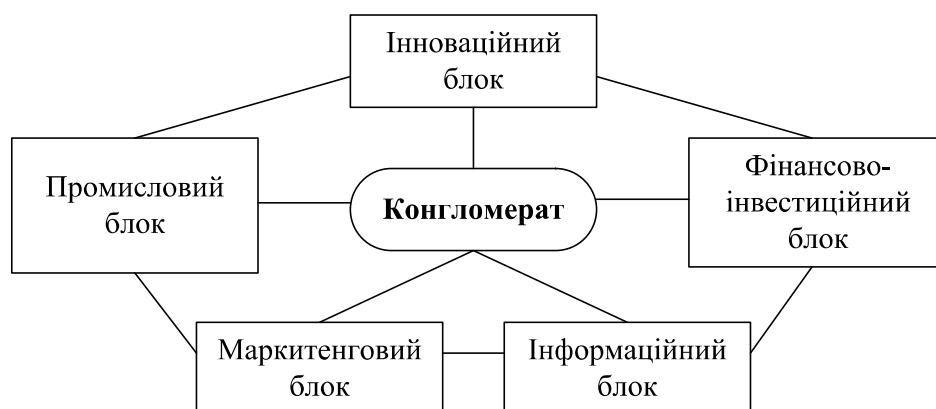 Інноваційний
блок
Промисловий
блок
Конгломерат
Фінансово-
інвестиційний
блок
Маркитенговий
блок
Інформаційний
блок